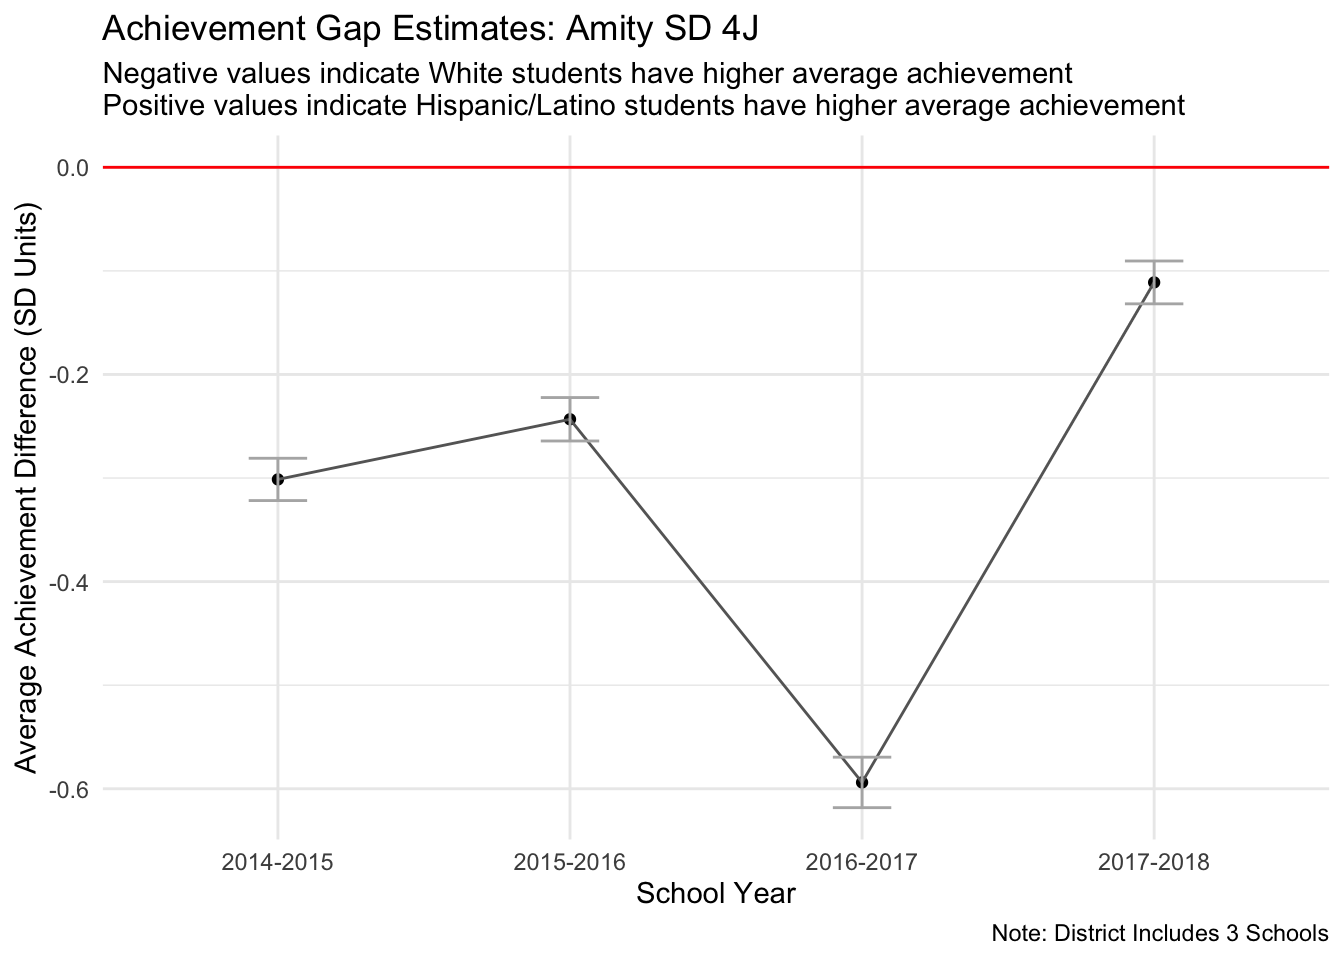 Achievement Gap Estimates: Amity SD 4J
Negative values indicate White students have higher average achievement
Positive values indicate Hispanic/Latino students have higher average achievement
Average Achievement Difference (SD Units)
0.0
-0.2
-0.4
-0.6
2014-2015
2015-2016
2016-2017
2017-2018
School Year
Note: District Includes 3 Schools